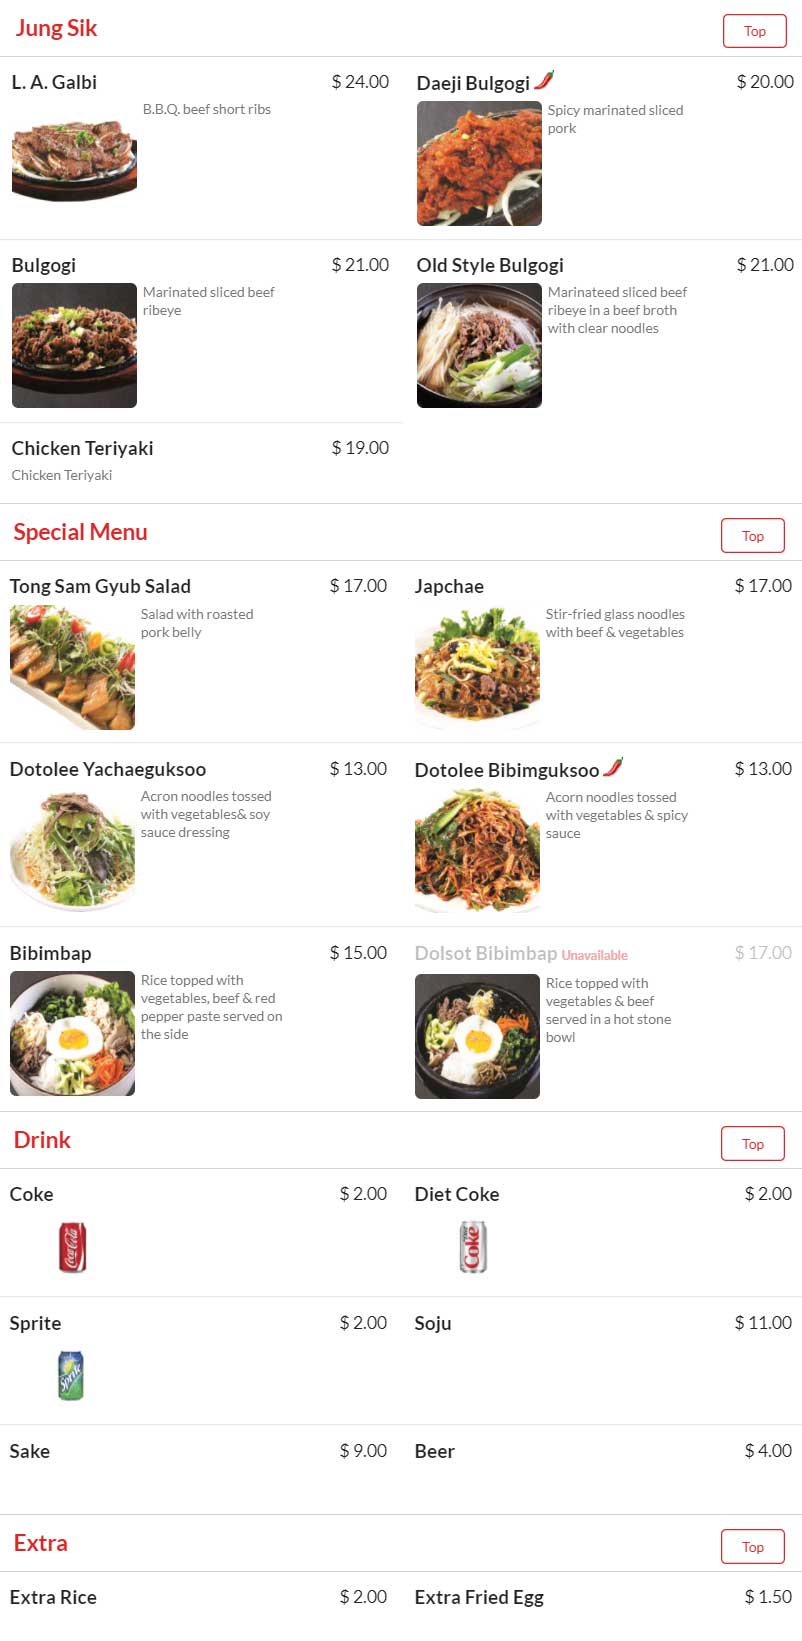 Jung Sik
Top
L. A. Galbi
$ 24.00
B.B.Q. beef short ribs
Daeji Bulgogi
$ 20.00
Spicy marinated sliced
pork
Bulgogi
$ 21.00
Marinated sliced beef
ribeye
Old Style Bulgogi
$ 21.00
Marinateed sliced beef
ribeye in a beef broth
with clear noodles
Chicken Teriyaki
$ 19.00
Chicken Teriyaki
Special Menu
Top
Tong Sam Gyub Salad
$ 17.00
Salad with roasted
pork belly
Japchae
$ 17.00
Stir-fried glass noodles
with beef & vegetables
Dotolee Yachaeguksoo
$ 13.00
Acron noodles tossed
with vegetables& soy
sauce dressing
Dotolee Bibimguksoo
$ 13.00
Acorn noodles tossed
with vegetables & spicy
sauce
Bibimbap
$ 15.00
Rice topped with
vegetables, beef & red
pepper paste served on
the side
Dolsot Bibimbap Unavailable
$ 17.00
Rice topped with
vegetables & beef
served in a hot stone
bowl
Drink
Top
Coke
$ 2.00
Coca-Cola
Diet Coke
$ 2.00
Diet
Coke
Sprite
$ 2.00
Sprite
Soju
$ 11.00
Sake
$ 9.00
Beer
$ 4.00
Extra
Top
Extra Rice
$ 2.00
Extra Fried Egg
$ 1.50